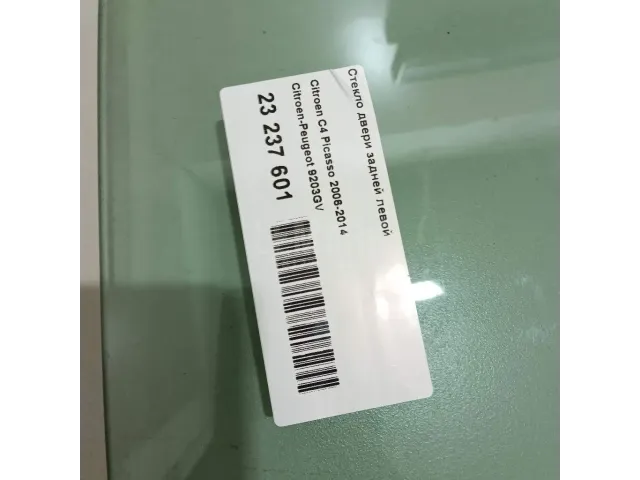 Стекло двери задней левой
Citroen C4 Picasso 2006-2014
Citroen-Peugeot 9203GV
23 237 601